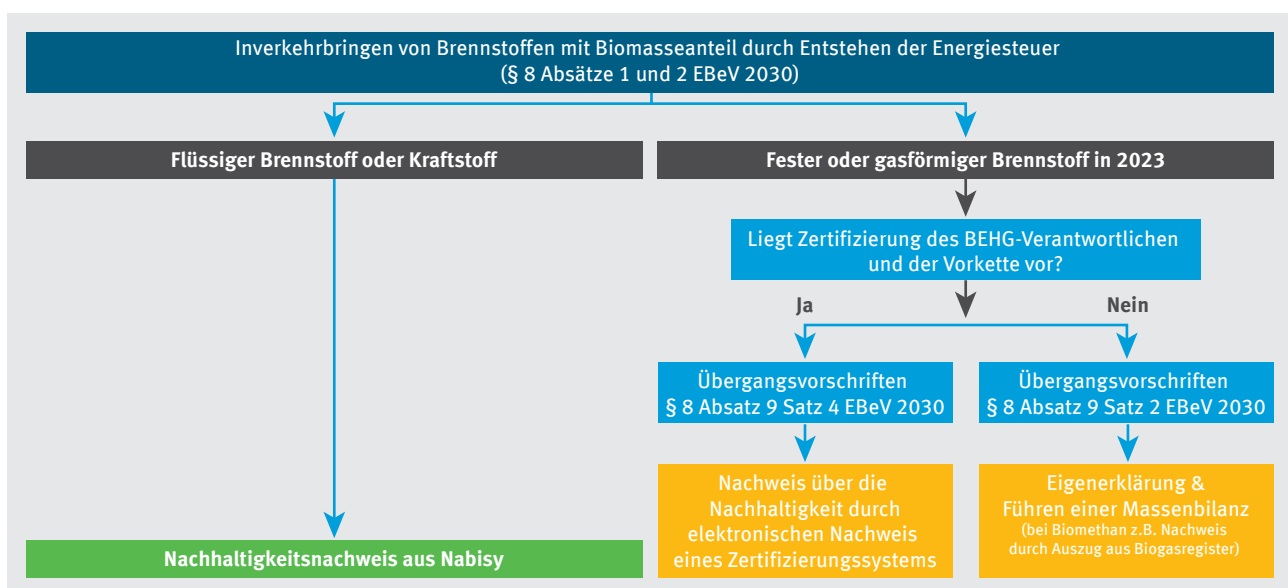 Inverkehrbringen von Brennstoffen mit Biomasseanteil durch Entstehen der Energiesteuer
(§ 8 Absätze 1 und 2 EBeV 2030)
Flüssiger Brennstoff oder Kraftstoff
Fester oder gasförmiger Brennstoff in 2023
Liegt Zertifizierung des BEHG-Verantwortlichen
und der Vorkette vor?
Ja
Nein
Übergangsvorschriften
§ 8 Absatz 9 Satz 4 EBeV 2030
Übergangsvorschriften
§ 8 Absatz 9 Satz 2 EBeV 2030
Nachweis über die
Nachhaltigkeit durch
elektronischen Nachweis
eines Zertifizierungssystems
Eigenerklärung &
Führen einer Massenbilanz
(bei Biomethan z.B. Nachweis
durch Auszug aus Biogasregister)
Nachhaltigkeitsnachweis aus Nabisy